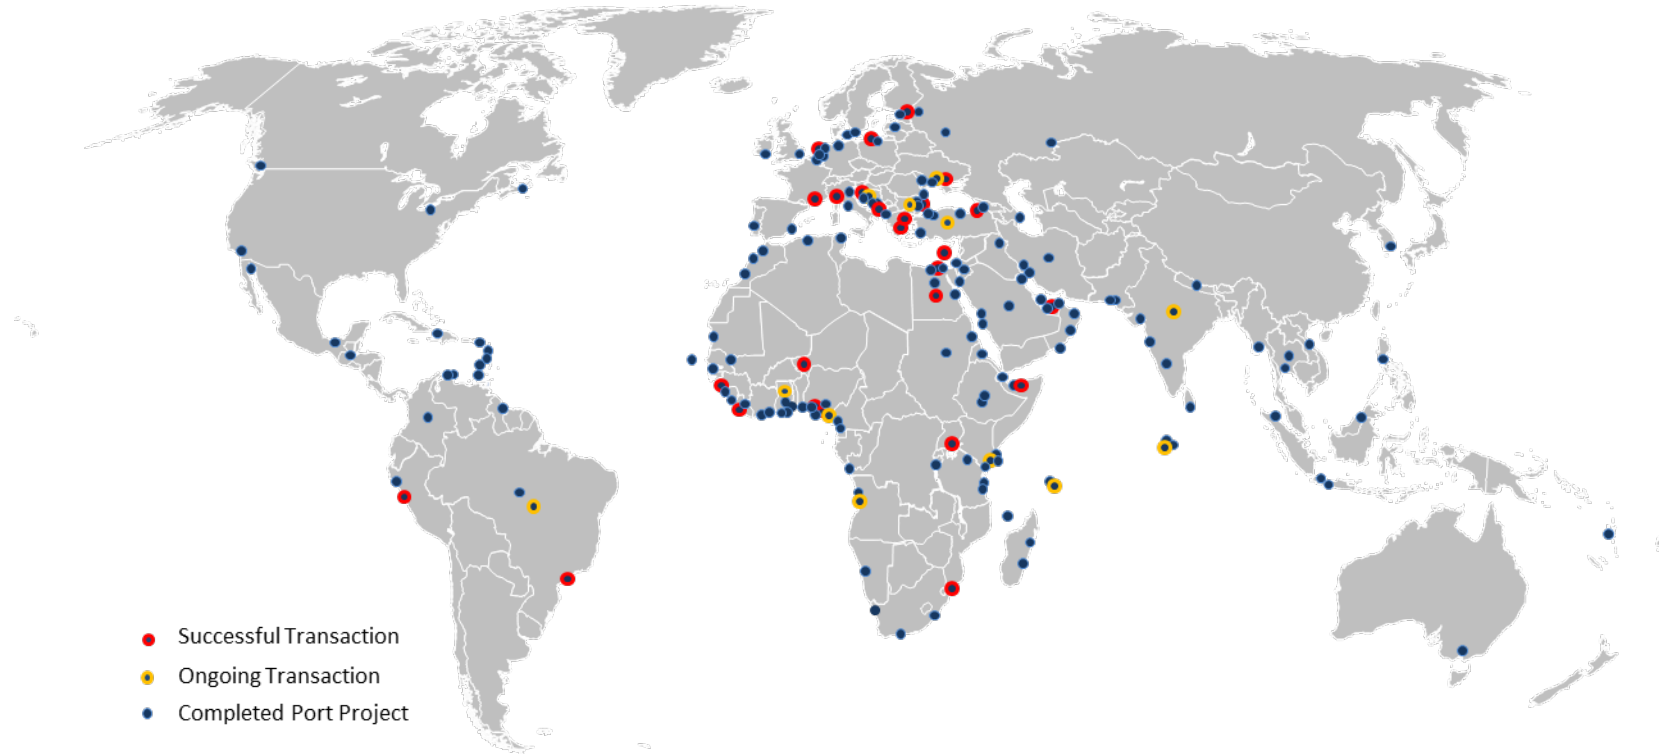 Successful Transaction
Ongoing Transaction
Completed Port Project